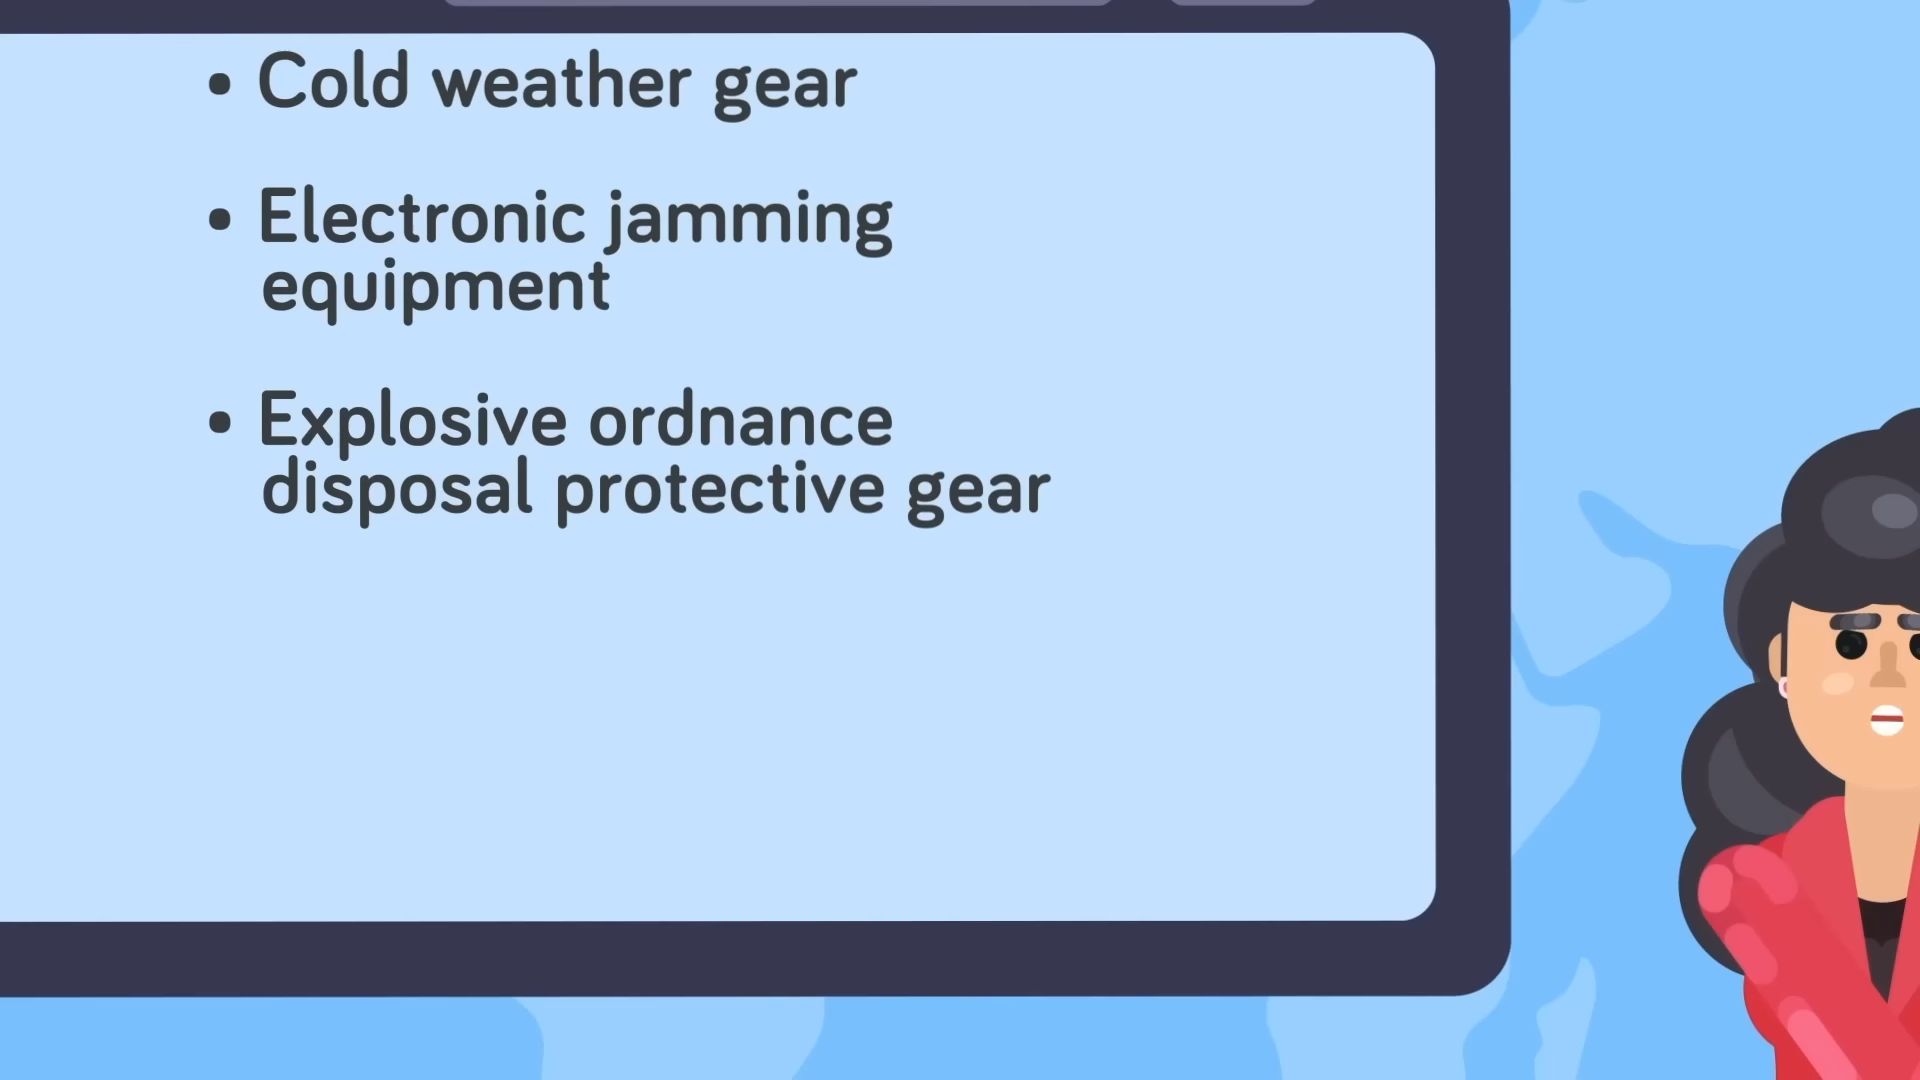 • Cold weather gear
• Electronic jamming
equipment
• Explosive ordnance
disposal protective gear